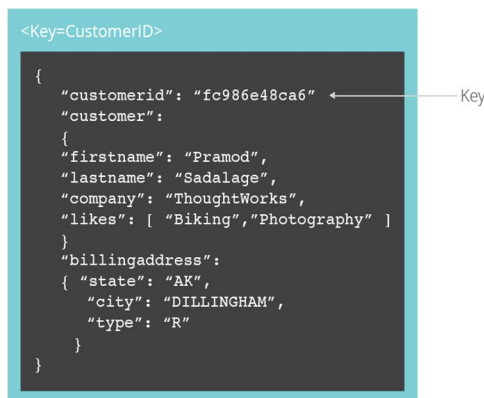 <Key=CustomerID>
{
“customerid”: “fc986e48ca6”
Key
“customer”:
{
“firstname”: “Pramod”,
“lastname”: “Sadalage”,
“company”: “ThoughtWorks”,
“likes”: [ “Biking”,”Photography” ]
}
“billingaddress”:
{ “state”: “AK”,
“city”: “DILLINGHAM”,
“type”: “R”
}
}